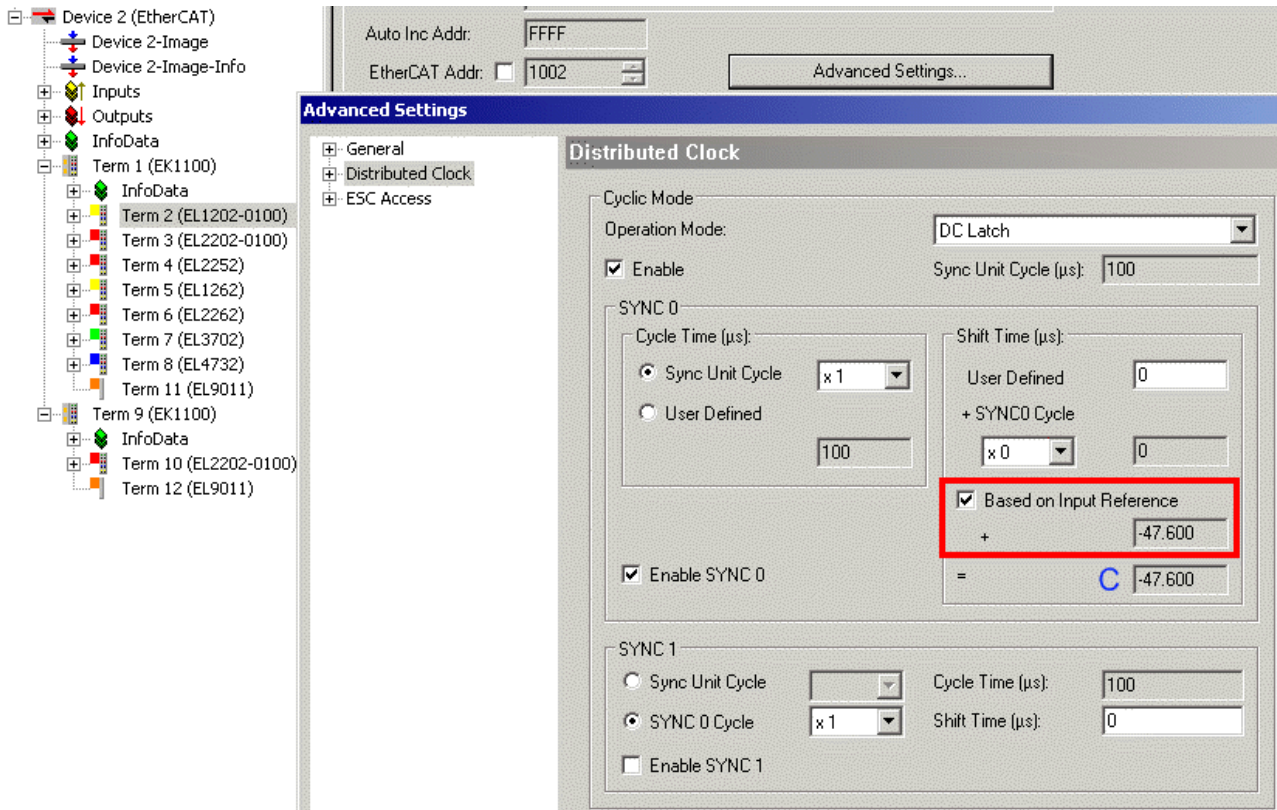 Device 2 (EtherCAT)
Device 2-Image
Device 2-Image-Info
Inputs
Outputs
InfoData
Term 1 (EK1100)
InfoData
Term 2 (EL1202-0100)
Term 3 (EL2202-0100)
Term 4 (EL2252)
Term 5 (EL1262)
Term 6 (EL2262)
Term 7 (EL3702)
Term 8 (EL4732)
Term 11 (EL9011)
Term 9 (EK1100)
InfoData
Term 10 (EL2202-0100)
Term 12 (EL9011)
Auto Inc Addr: FFFF
EtherCAT Addr: 1002 Advanced Settings...
Advanced Settings
General
Distributed Clock
ESC Access
Distributed Clock
Cyclic Mode
Operation Mode: DC Latch
Enable Sync Unit Cycle (µs): 100
SYNC 0
Cycle Time (µs):
Sync Unit Cycle x 1
User Defined
100
Shift Time (µs):
User Defined 0
+ SYNC0 Cycle
x 0 0
Based on Input Reference
+ -47.600
Enable SYNC 0
= C -47.600
SYNC 1
Sync Unit Cycle Cycle Time (µs): 100
SYNC 0 Cycle x 1 Shift Time (µs): 0
Enable SYNC 1